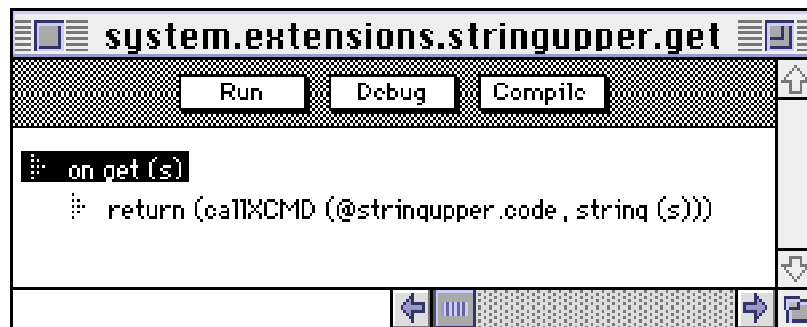 system.extensions.stringupper.get
Run Debug Compile
on get (s)
return (callXCMD (@stringupper.code, string (s)))